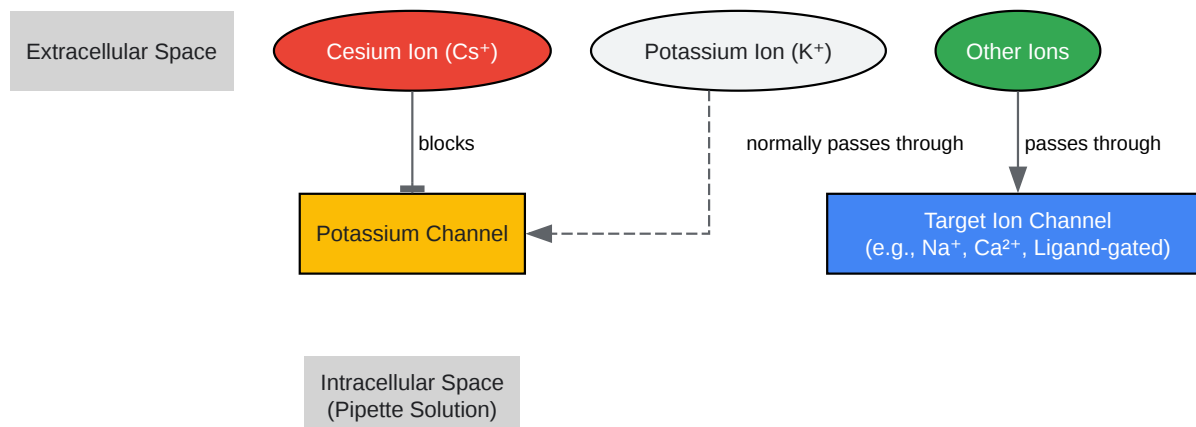 Extracellular Space
Cesium Ion (Cs⁺)
Potassium Ion (K⁺)
Other Ions
blocks
normally passes through
passes through
Potassium Channel
Target Ion Channel
(e.g., Na⁺, Ca²⁺, Ligand-gated)
Intracellular Space
(Pipette Solution)